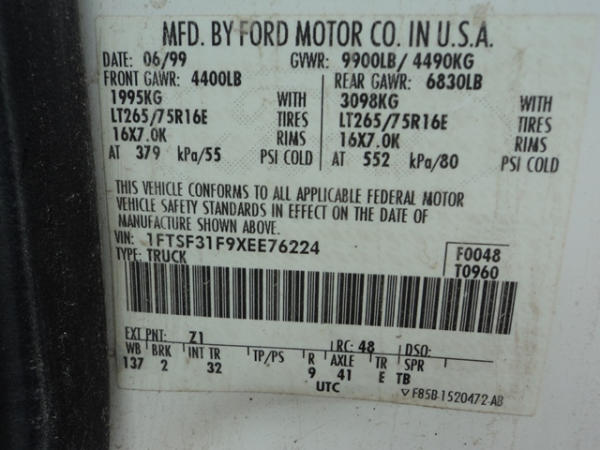 MFD. BY FORD MOTOR CO. IN U.S.A.
DATE: 06/99 GVWR: 9900LB/ 4490KG
FRONT GAWR: 4400LB REAR GAWR: 6830LB
1995KG WITH 3098KG WITH
LT265/75R16E TIRES LT265/75R16E TIRES
16X7.0K RIMS 16X7.0K RIMS
AT 379 kPa/55 PSI COLD AT 552 kPa/80 PSI COLD
THIS VEHICLE CONFORMS TO ALL APPLICABLE FEDERAL MOTOR
VEHICLE SAFETY STANDARDS IN EFFECT ON THE DATE OF
MANUFACTURE SHOWN ABOVE.
VIN: 1FTSF31F9XEE76224 F0048
TYPE: TRUCK T0960
EXT PNT: Z1 RC: 48 DSO:
WB BRK INT TR TP/PS R AXLE TR SPR
137 2 32 9 41 E TB
UTC ▽ F85B-1520472-AB